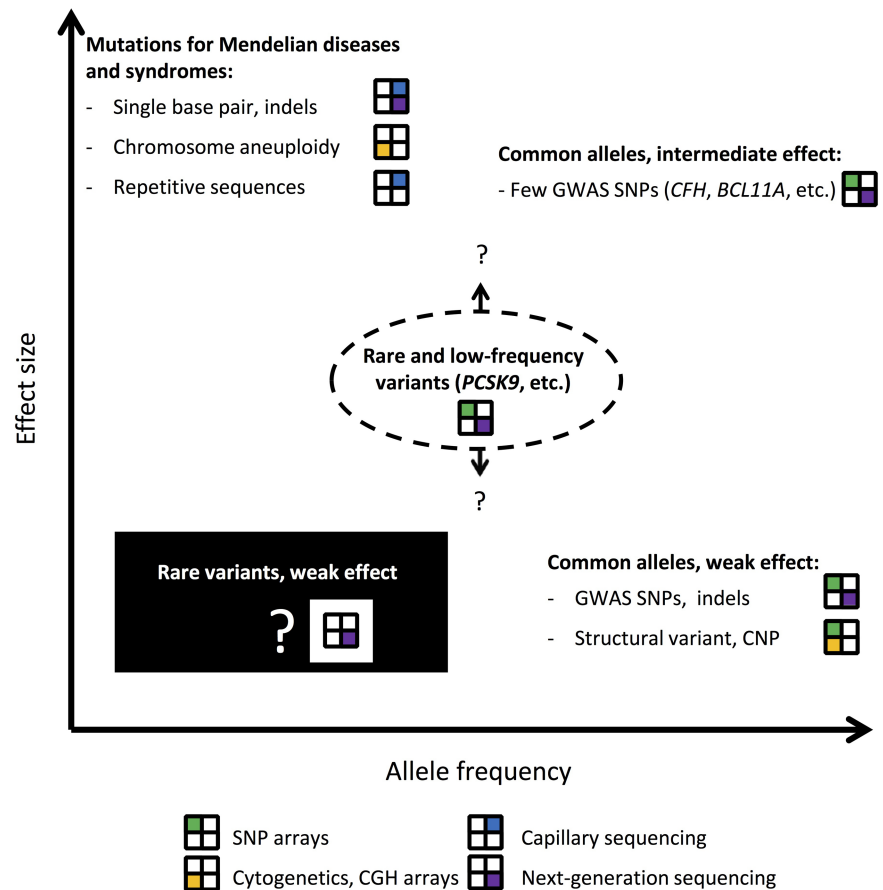 Mutations for Mendelian diseases
and syndromes:
- Single base pair, indels
- Chromosome aneuploidy
- Repetitive sequences
Common alleles, intermediate effect:
- Few GWAS SNPs (CFH, BCL11A, etc.)
?
Rare and low-frequency
variants (PCSK9, etc.)
?
Effect size
Rare variants, weak effect
?
Common alleles, weak effect:
- GWAS SNPs, indels
- Structural variant, CNP
Allele frequency
SNP arrays
Capillary sequencing
Cytogenetics, CGH arrays
Next-generation sequencing